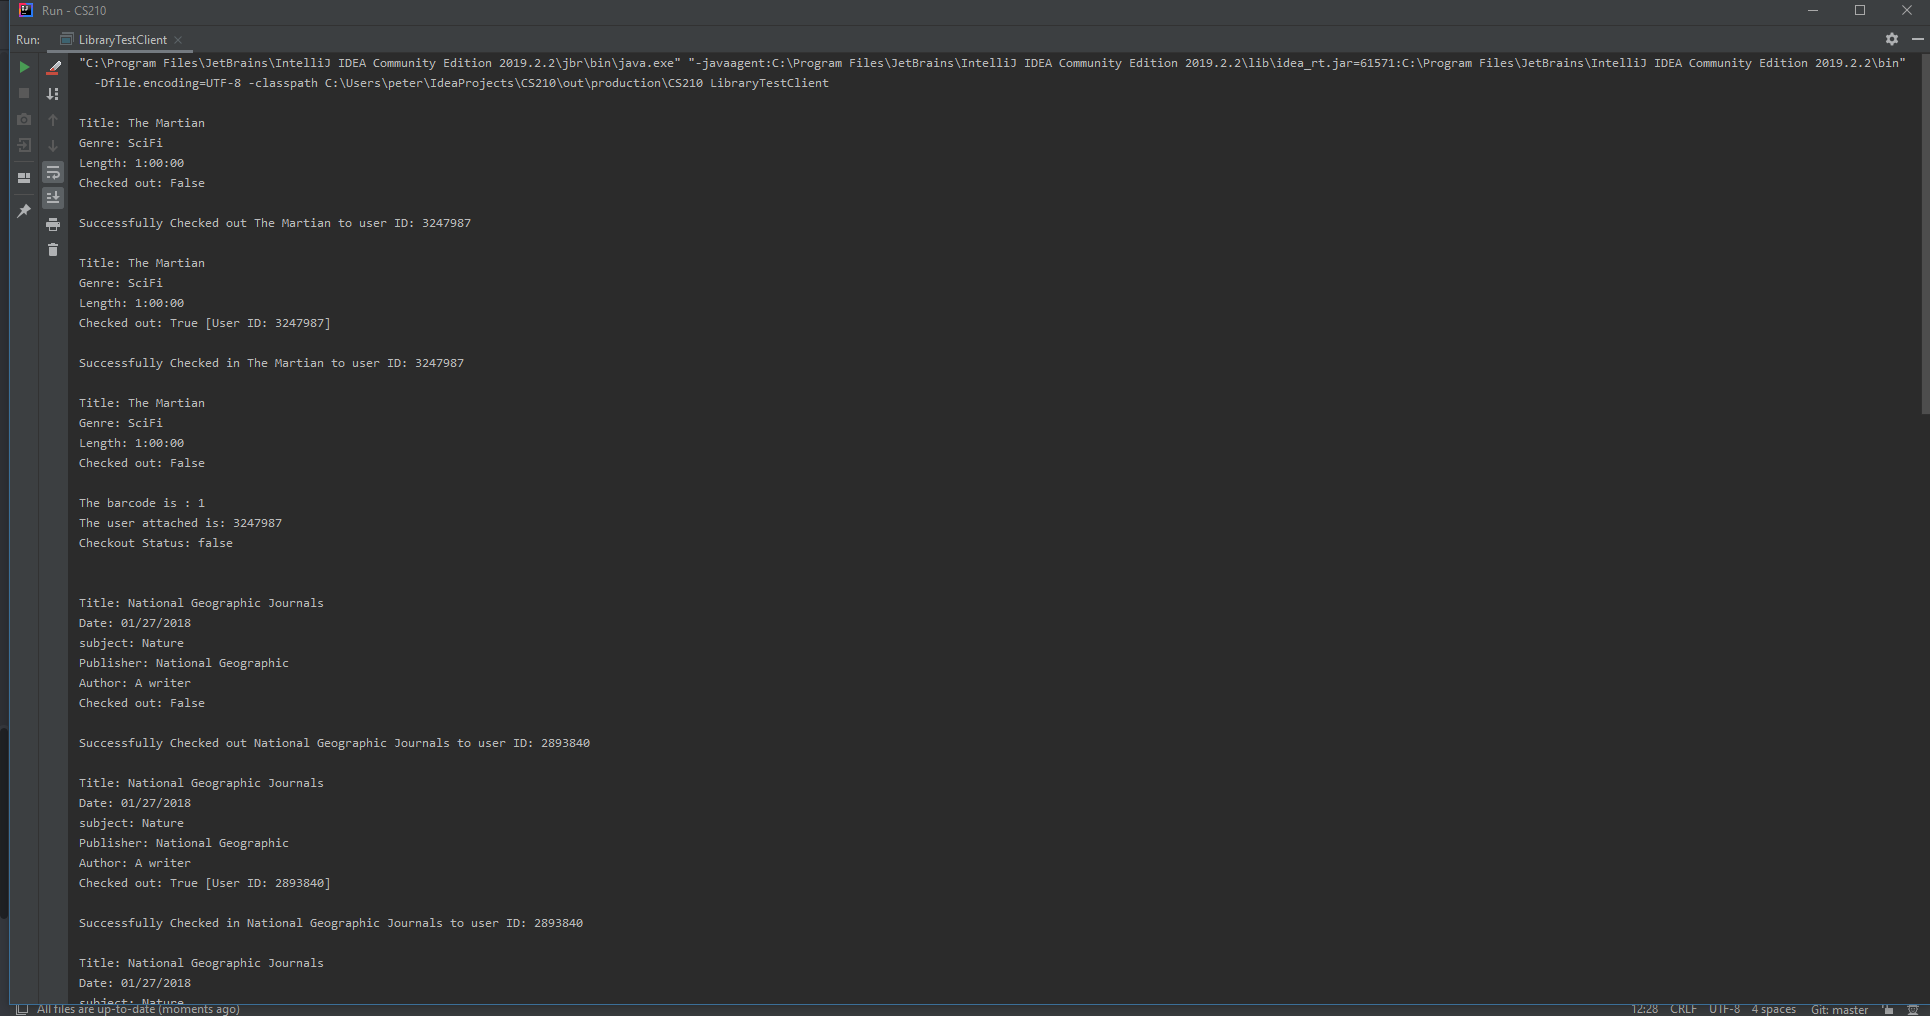 Run - CS210
Run: LibraryTestClient
"C:\Program Files\JetBrains\IntelliJ IDEA Community Edition 2019.2.2\jbr\bin\java.exe" "-javaagent:C:\Program Files\JetBrains\IntelliJ IDEA Community Edition 2019.2.2\lib\idea_rt.jar=61571:C:\Program Files\JetBrains\IntelliJ IDEA Community Edition 2019.2.2\bin"
-Dfile.encoding=UTF-8 -classpath C:\Users\peter\IdeaProjects\CS210\out\production\CS210 LibraryTestClient
Title: The Martian
Genre: SciFi
Length: 1:00:00
Checked out: False
Successfully Checked out The Martian to user ID: 3247987
Title: The Martian
Genre: SciFi
Length: 1:00:00
Checked out: True [User ID: 3247987]
Successfully Checked in The Martian to user ID: 3247987
Title: The Martian
Genre: SciFi
Length: 1:00:00
Checked out: False
The barcode is : 1
The user attached is: 3247987
Checkout Status: false
Title: National Geographic Journals
Date: 01/27/2018
subject: Nature
Publisher: National Geographic
Author: A writer
Checked out: False
Successfully Checked out National Geographic Journals to user ID: 2893840
Title: National Geographic Journals
Date: 01/27/2018
subject: Nature
Publisher: National Geographic
Author: A writer
Checked out: True [User ID: 2893840]
Successfully Checked in National Geographic Journals to user ID: 2893840
Title: National Geographic Journals
Date: 01/27/2018
subject: Nature
All files are up-to-date (moments ago) 12:28 CRLF UTF-8 4 spaces Git: master